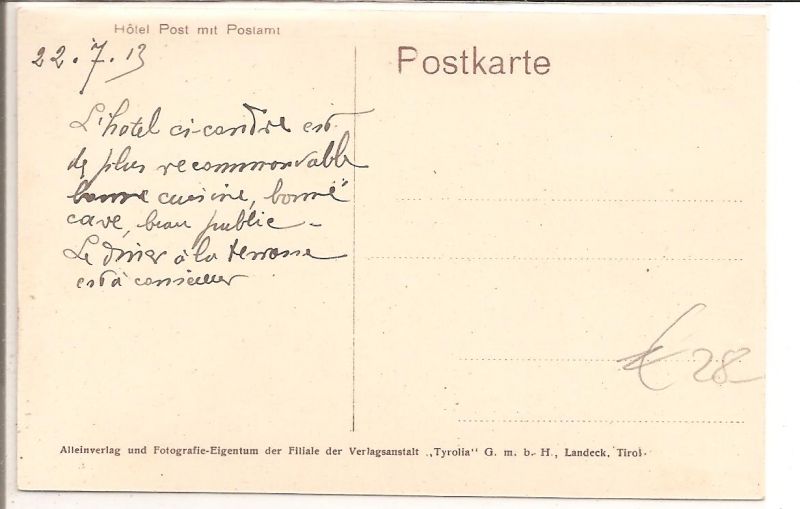 Hôtel Post mit Postamt
22.7.13
Postkarte
L'hotel ci-contre est
des plus recommandable
bonne cuisine, bonne
cave, beau public -
Le diner à la terrasse
est à conseiller
€ 28
Alleinverlag und Fotografie-Eigentum der Filiale der Verlagsanstalt „Tyrolia" G. m. b. H., Landeck, Tirol.